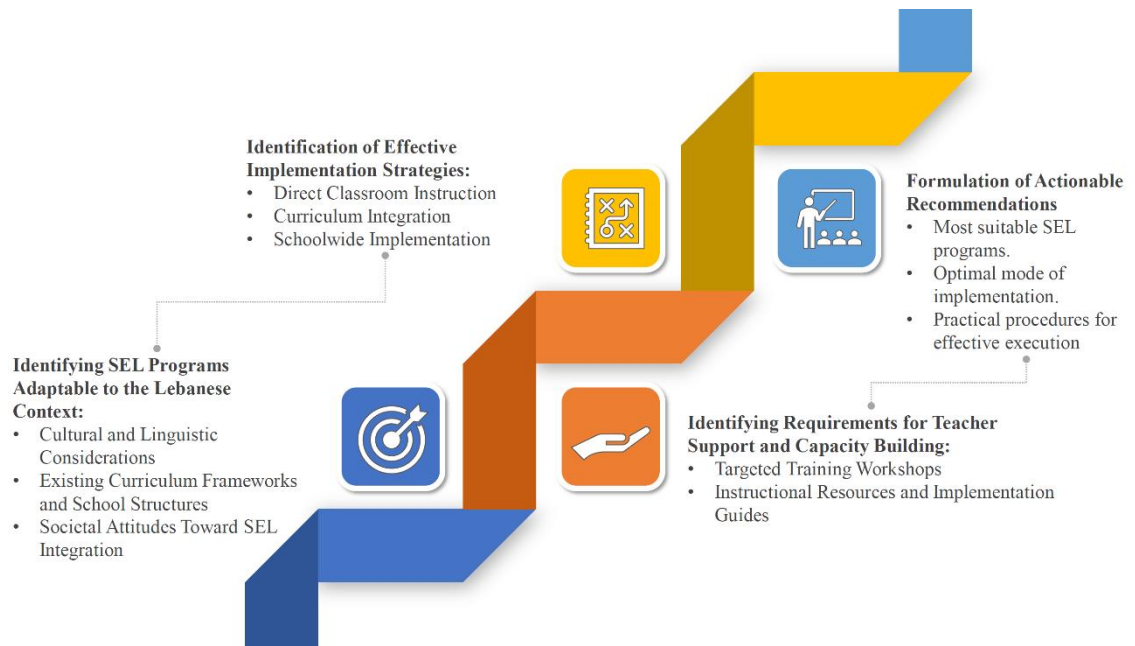 Identification of Effective
Implementation Strategies:
• Direct Classroom Instruction
• Curriculum Integration
• Schoolwide Implementation
Formulation of Actionable
Recommendations
• Most suitable SEL
programs.
• Optimal mode of
implementation.
• Practical procedures for
effective execution
Identifying SEL Programs
Adaptable to the Lebanese
Context:
• Cultural and Linguistic
Considerations
• Existing Curriculum Frameworks
and School Structures
• Societal Attitudes Toward SEL
Integration
Identifying Requirements for Teacher
Support and Capacity Building:
• Targeted Training Workshops
• Instructional Resources and Implementation
Guides